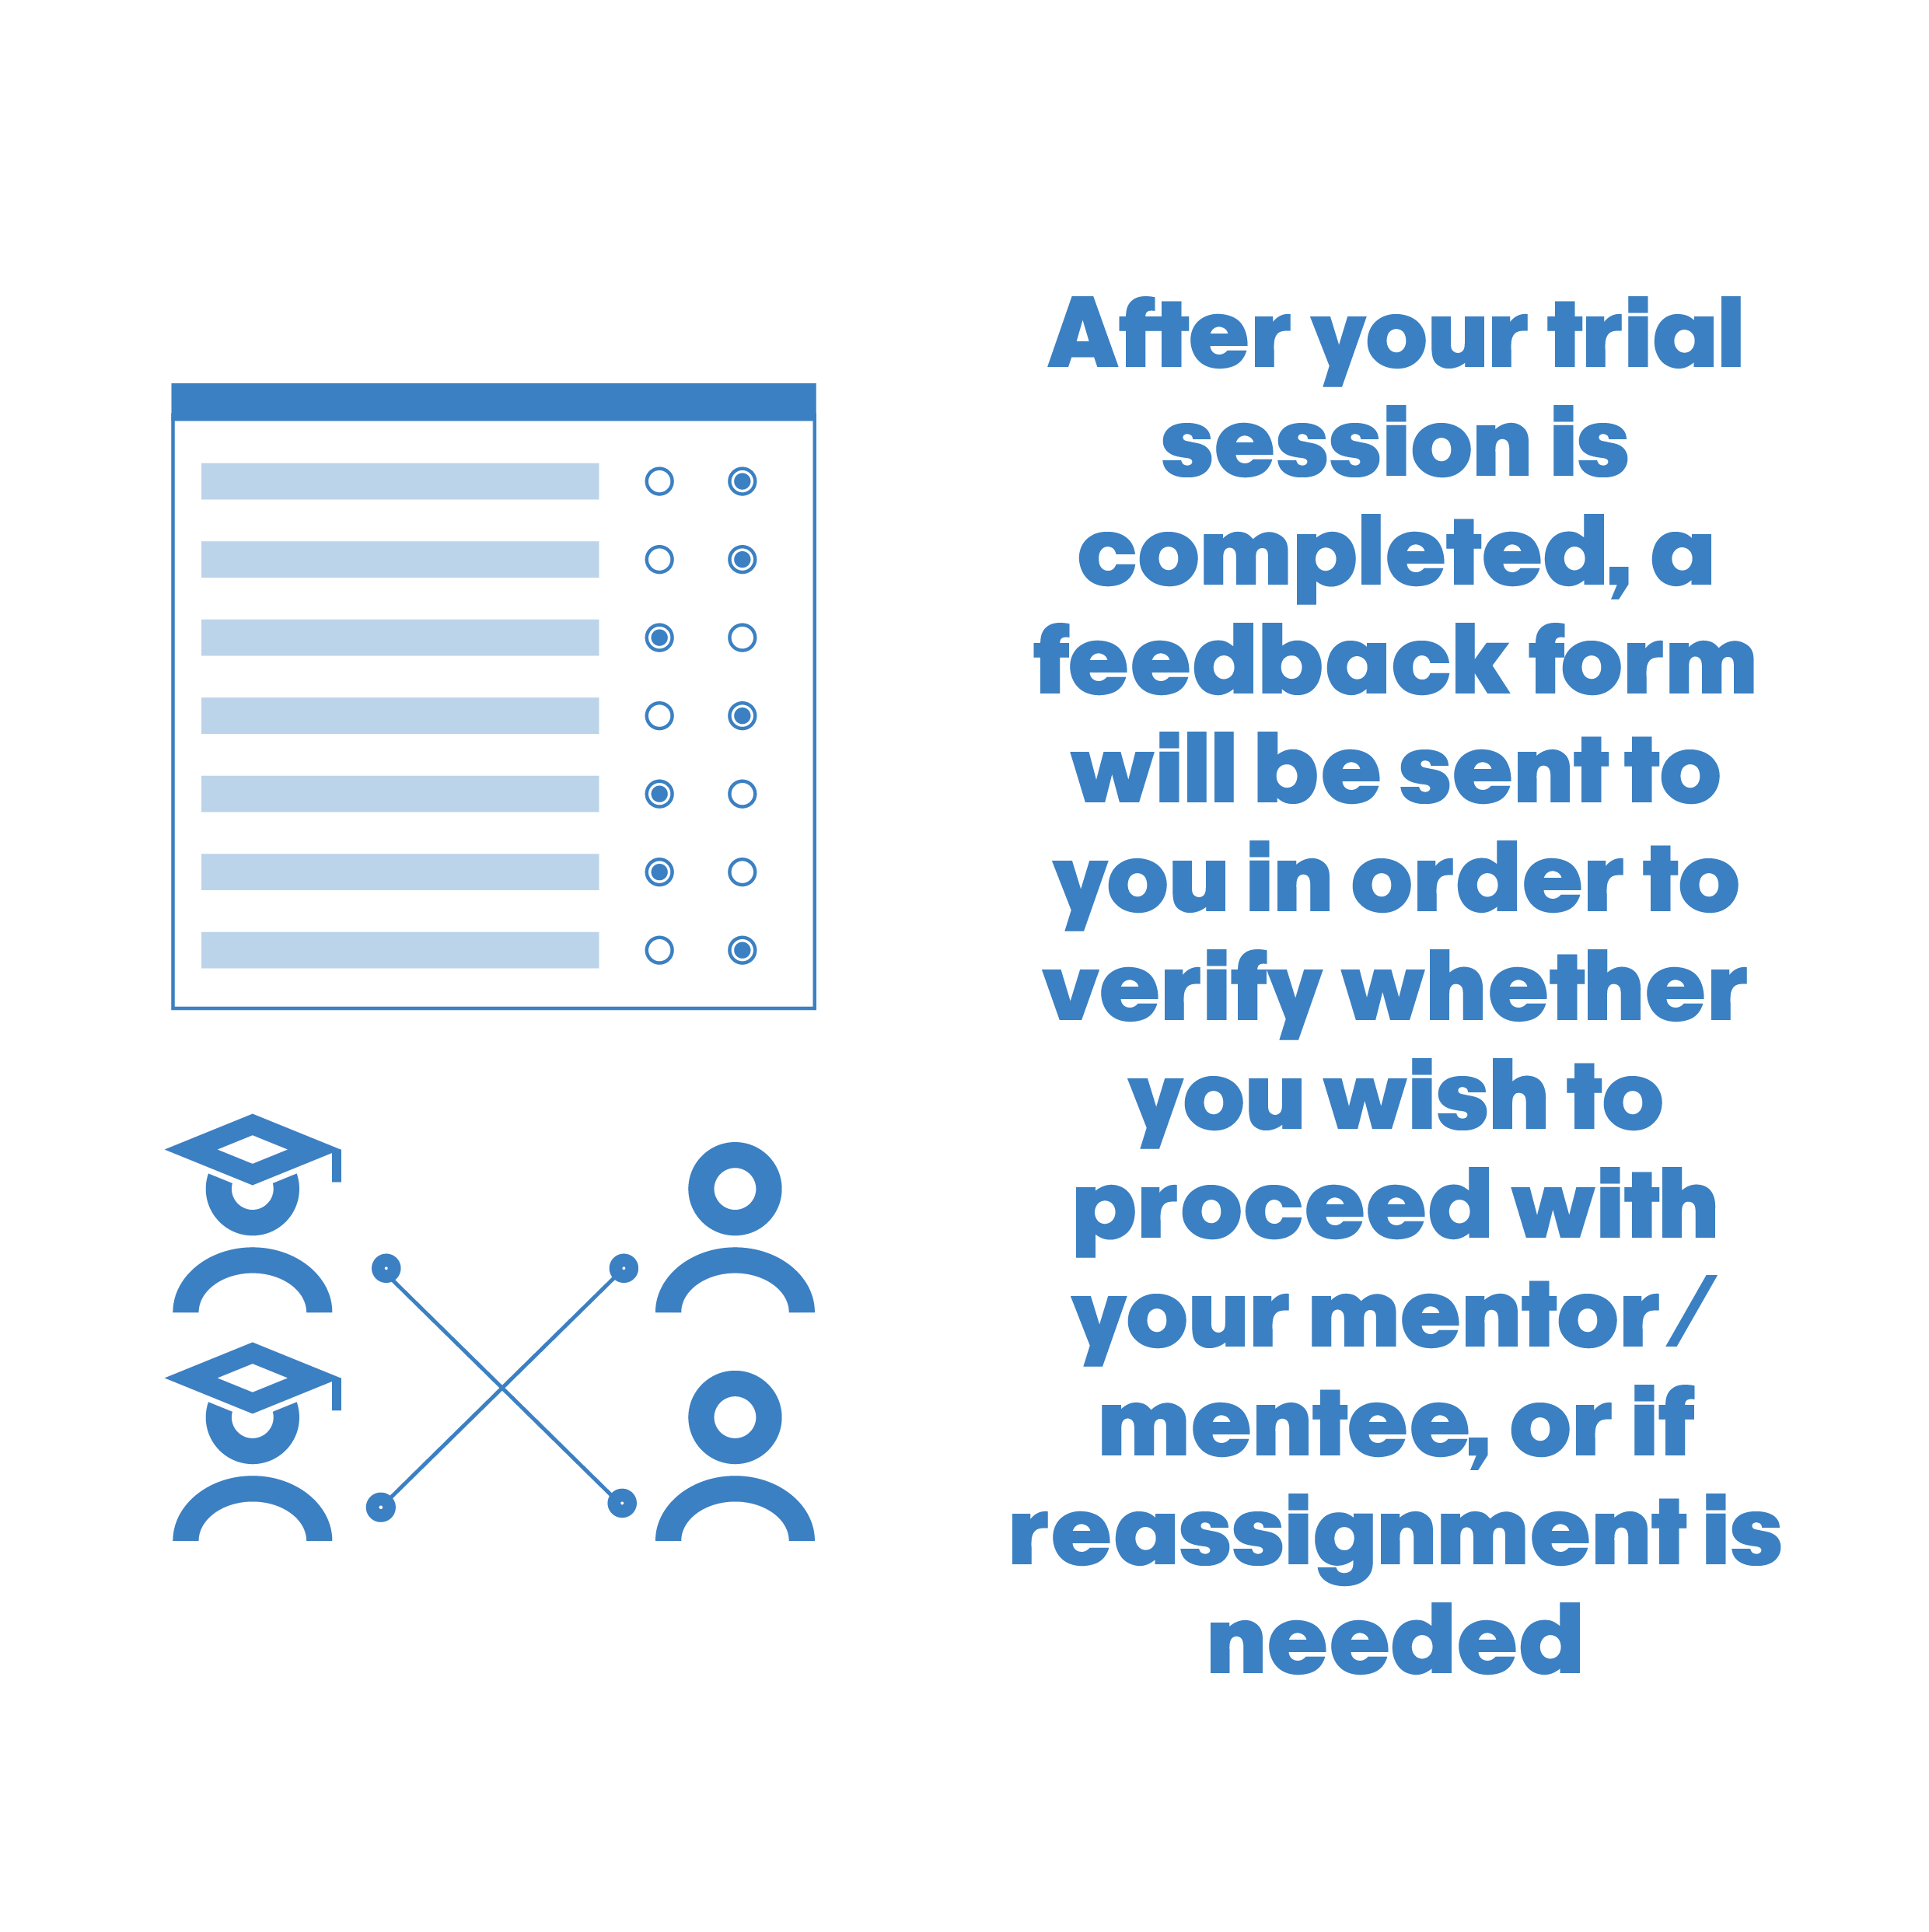 After your trial
session is
completed, a
feedback form
will be sent to
you in order to
verify whether
you wish to
proceed with
your mentor/
mentee, or if
reassignment is
needed